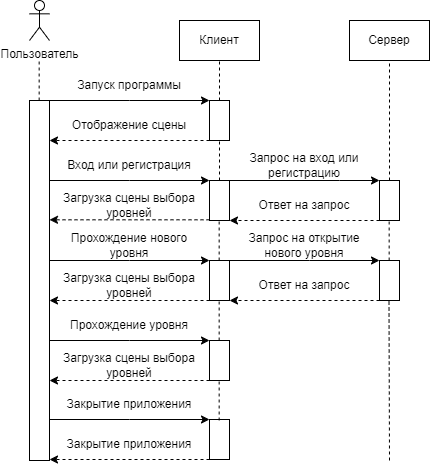 Пользователь
Клиент
Сервер
Запуск программы
Отображение сцены
Вход или регистрация
Запрос на вход или
регистрацию
Загрузка сцены выбора
уровней
Ответ на запрос
Прохождение нового
уровня
Запрос на открытие
нового уровня
Загрузка сцены выбора
уровней
Ответ на запрос
Прохождение уровня
Загрузка сцены выбора
уровней
Закрытие приложения
Закрытие приложения